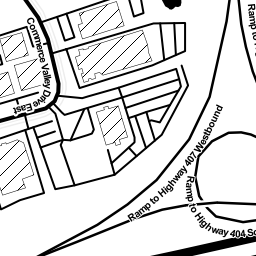 Commerce Valley Drive East
Ramp to Highway 407 Westbound
Ramp to Highway 404 So
Ramp to H